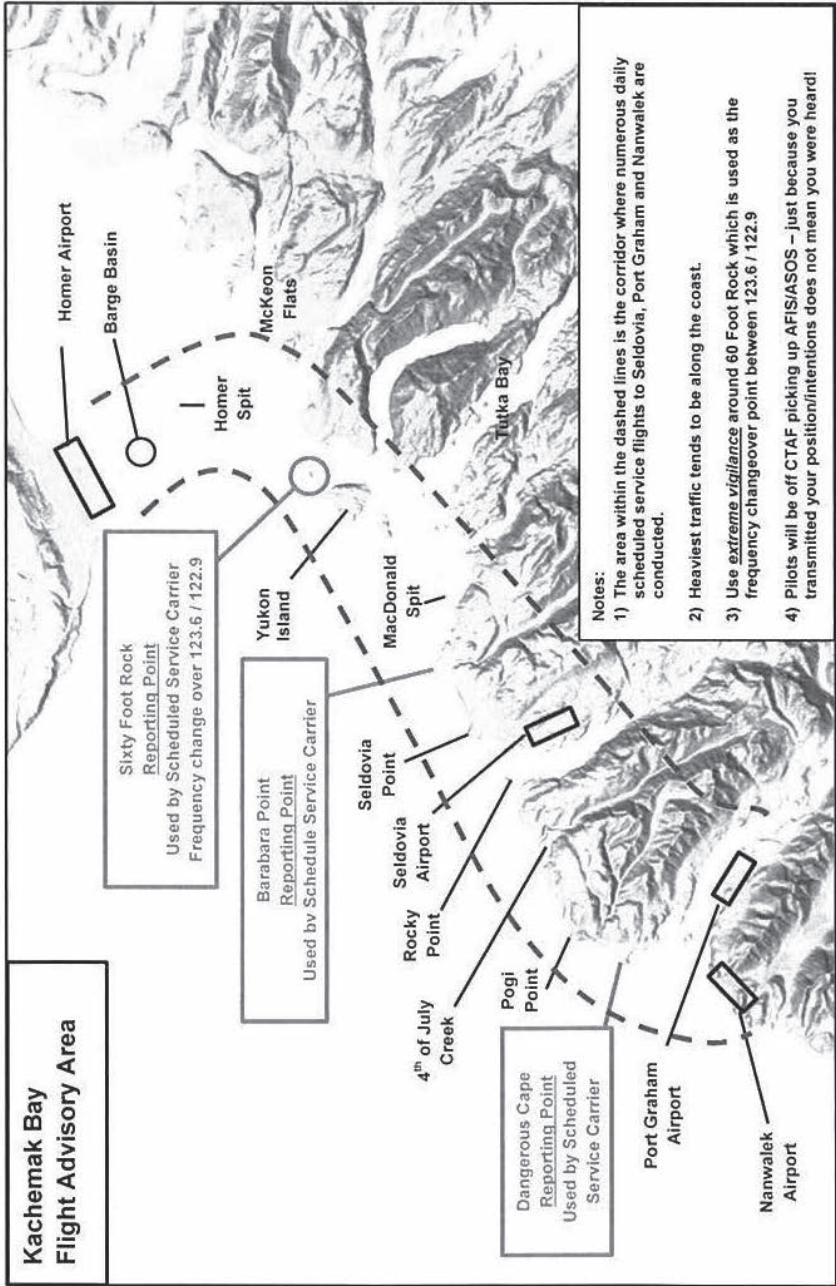 Kachemak Bay
Flight Advisory Area
Homer Airport
Barge Basin
Homer
Spit
McKeon
Flats
Sixty Foot Rock
Reporting Point
Used by Scheduled Service Carrier
Frequency change over 123.6 / 122.9
Yukon
Island
Barabara Point
Reporting Point
Used by Schedule Service Carrier
MacDonald
Spit
Tutka Bay
Seldovia
Point
Seldovia
Airport
Rocky
Point
4th of July
Creek
Pogi
Point
Dangerous Cape
Reporting Point
Used by Scheduled
Service Carrier
Port Graham
Airport
Nanwalek
Airport
Notes:
1) The area within the dashed lines is the corridor where numerous daily
scheduled service flights to Seldovia, Port Graham and Nanwalek are
conducted.
2) Heaviest traffic tends to be along the coast.
3) Use extreme vigilance around 60 Foot Rock which is used as the
frequency changeover point between 123.6 / 122.9
4) Pilots will be off CTAF picking up AFIS/ASOS – just because you
transmitted your position/intentions does not mean you were heard!